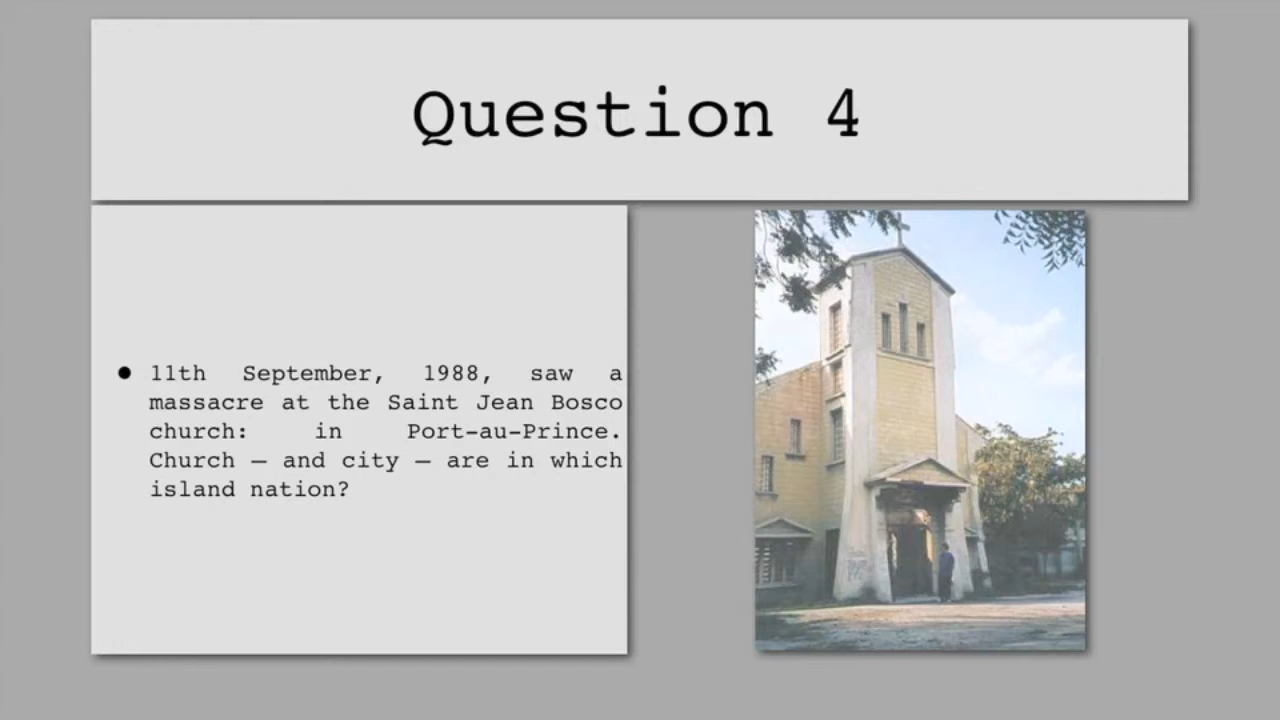 Question 4
● 11th September, 1988, saw a
massacre at the Saint Jean Bosco
church: in Port-au-Prince.
Church – and city – are in which
island nation?